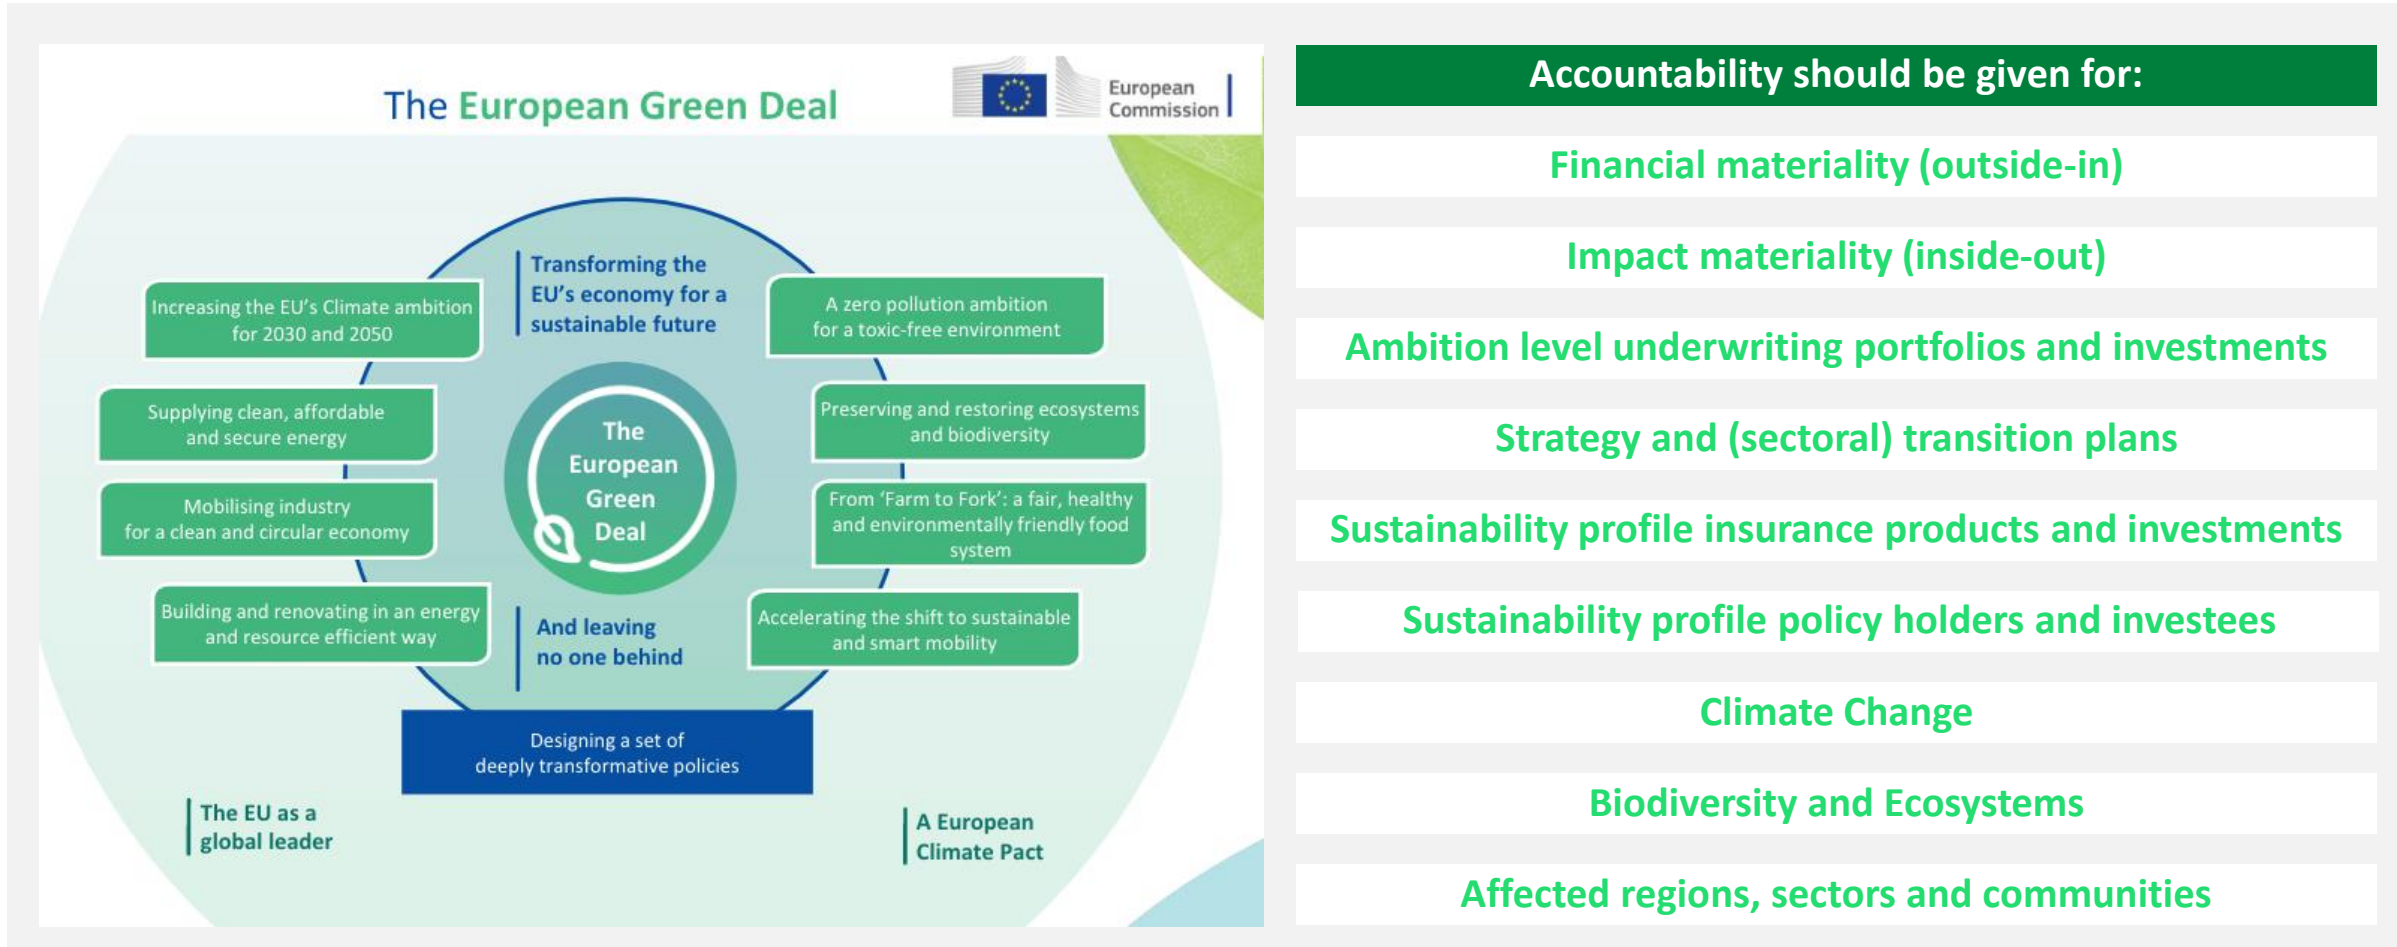 The European Green Deal
European
Commission
Transforming the
EU's economy for a
sustainable future
Increasing the EU's Climate ambition
for 2030 and 2050
Supplying clean, affordable
and secure energy
Mobilising industry
for a clean and circular economy
Building and renovating in an energy
and resource efficient way
The
European
Green
Deal
A zero pollution ambition
for a toxic-free environment
Preserving and restoring ecosystems
and biodiversity
From ‘Farm to Fork’: a fair, healthy
and environmentally friendly food
system
Accelerating the shift to sustainable
and smart mobility
And leaving
no one behind
Designing a set of
deeply transformative policies
The EU as a
global leader
A European
Climate Pact
Accountability should be given for:
Financial materiality (outside-in)
Impact materiality (inside-out)
Ambition level underwriting portfolios and investments
Strategy and (sectoral) transition plans
Sustainability profile insurance products and investments
Sustainability profile policy holders and investees
Climate Change
Biodiversity and Ecosystems
Affected regions, sectors and communities